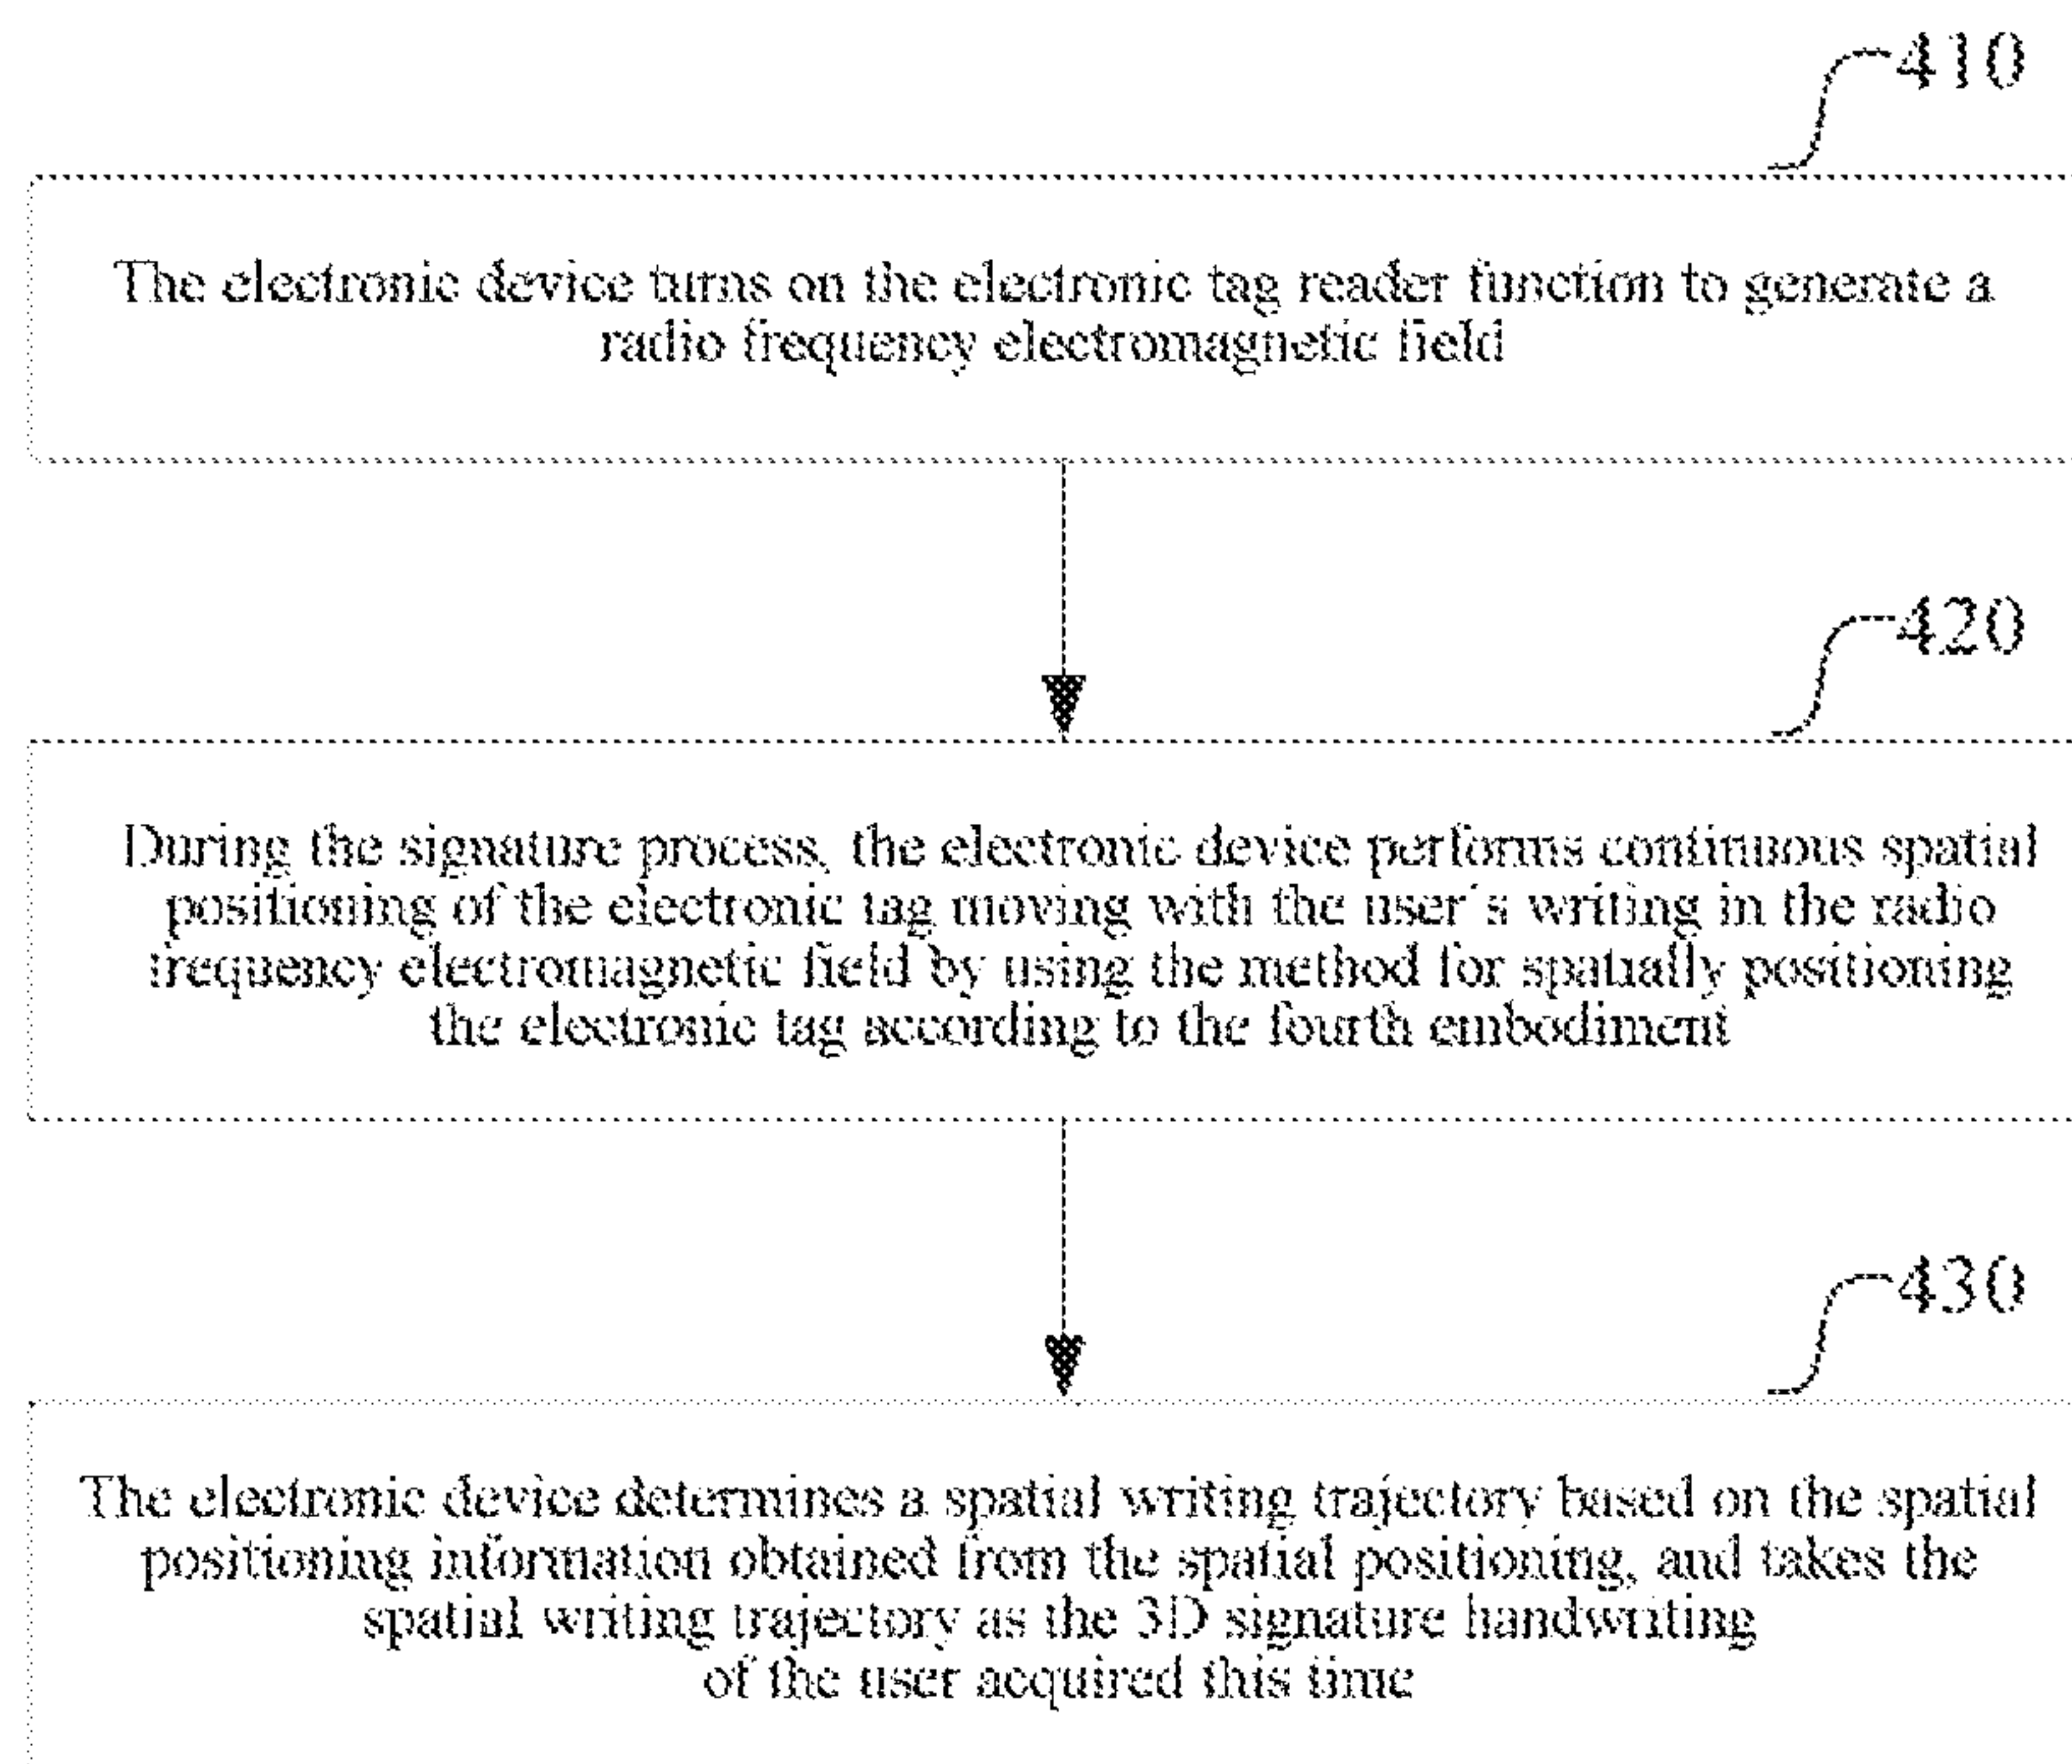 410
The electronic device turns on the electronic tag reader function to generate a
radio frequency electromagnetic field
420
During the signature process, the electronic device performs continuous spatial
positioning of the electronic tag moving with the user's writing in the radio
frequency electromagnetic field by using the method for spatially positioning
the electronic tag according to the fourth embodiment
430
The electronic device determines a spatial writing trajectory based on the spatial
positioning information obtained from the spatial positioning, and takes the
spatial writing trajectory as the 3D signature handwriting
of the user acquired this time